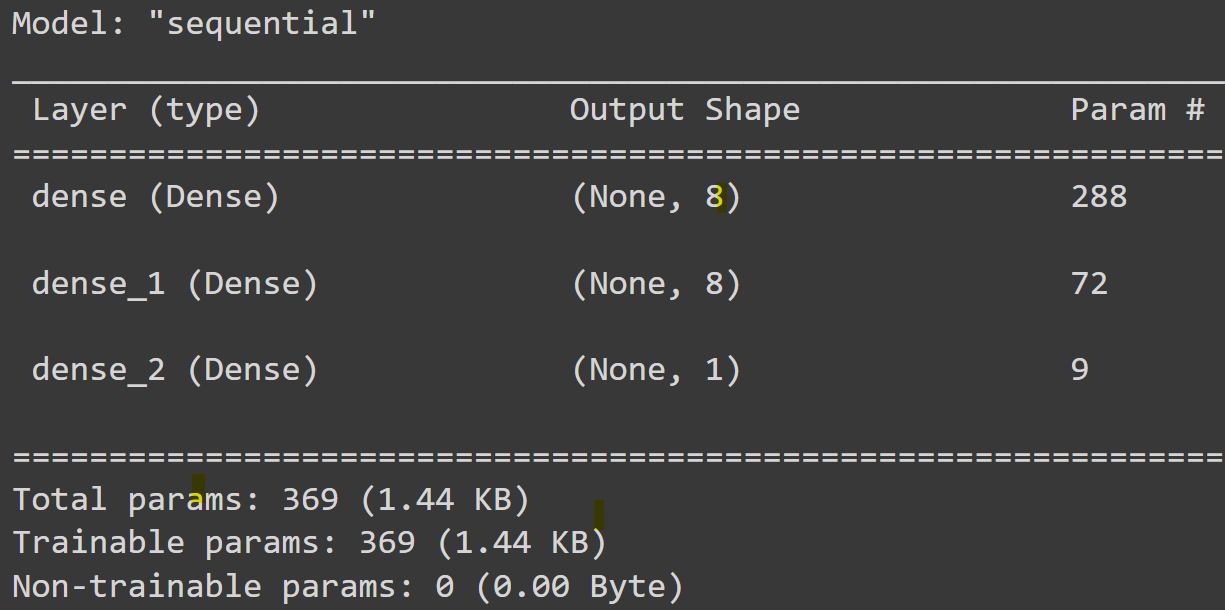 Model: "sequential"
_________________________________________________________________
Layer (type) Output Shape Param #
=================================================================
dense (Dense) (None, 8) 288
dense_1 (Dense) (None, 8) 72
dense_2 (Dense) (None, 1) 9
=================================================================
Total params: 369 (1.44 KB)
Trainable params: 369 (1.44 KB)
Non-trainable params: 0 (0.00 Byte)